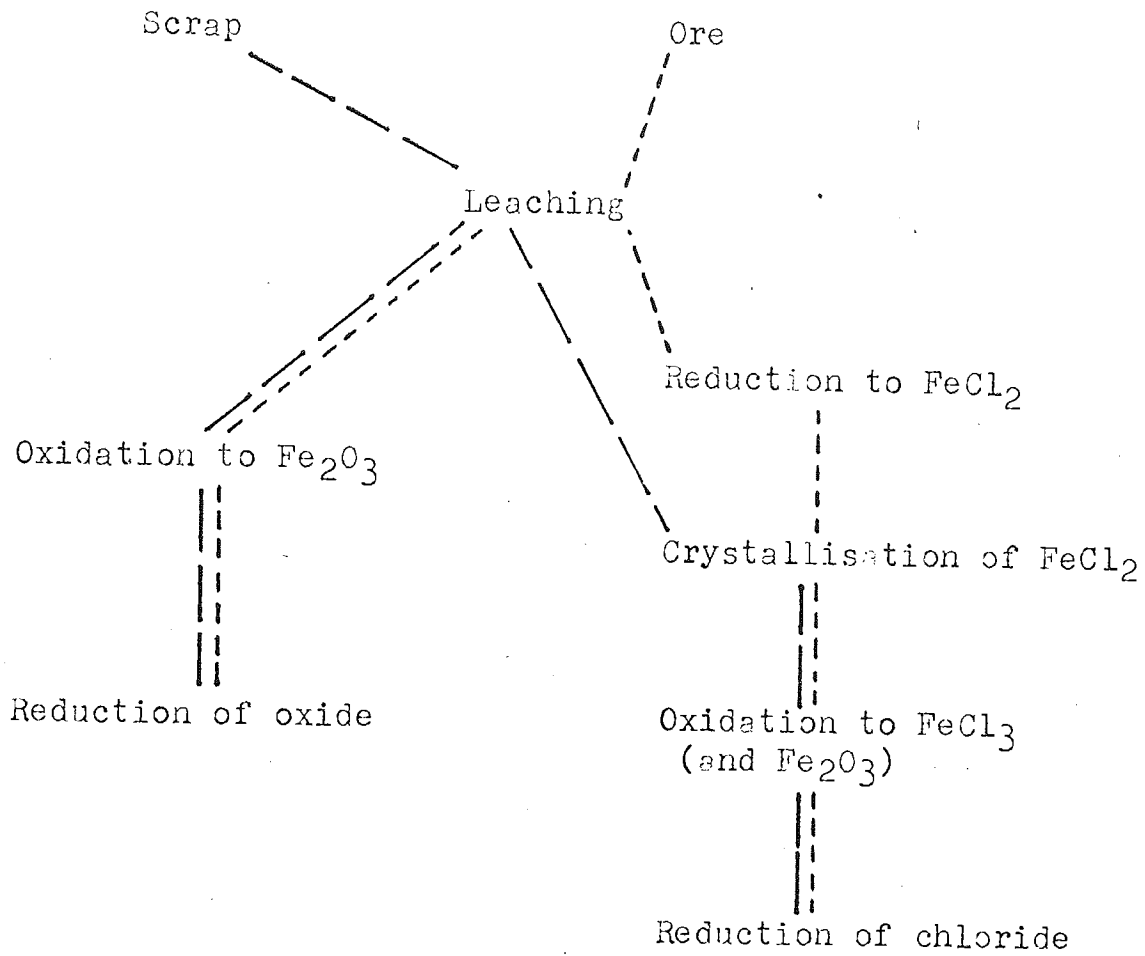 Scrap
Ore
Leaching
Reduction to FeCl2
Oxidation to Fe2O3
Crystallisation of FeCl2
Reduction of oxide
Oxidation to FeCl3
(and Fe2O3)
Reduction of chloride